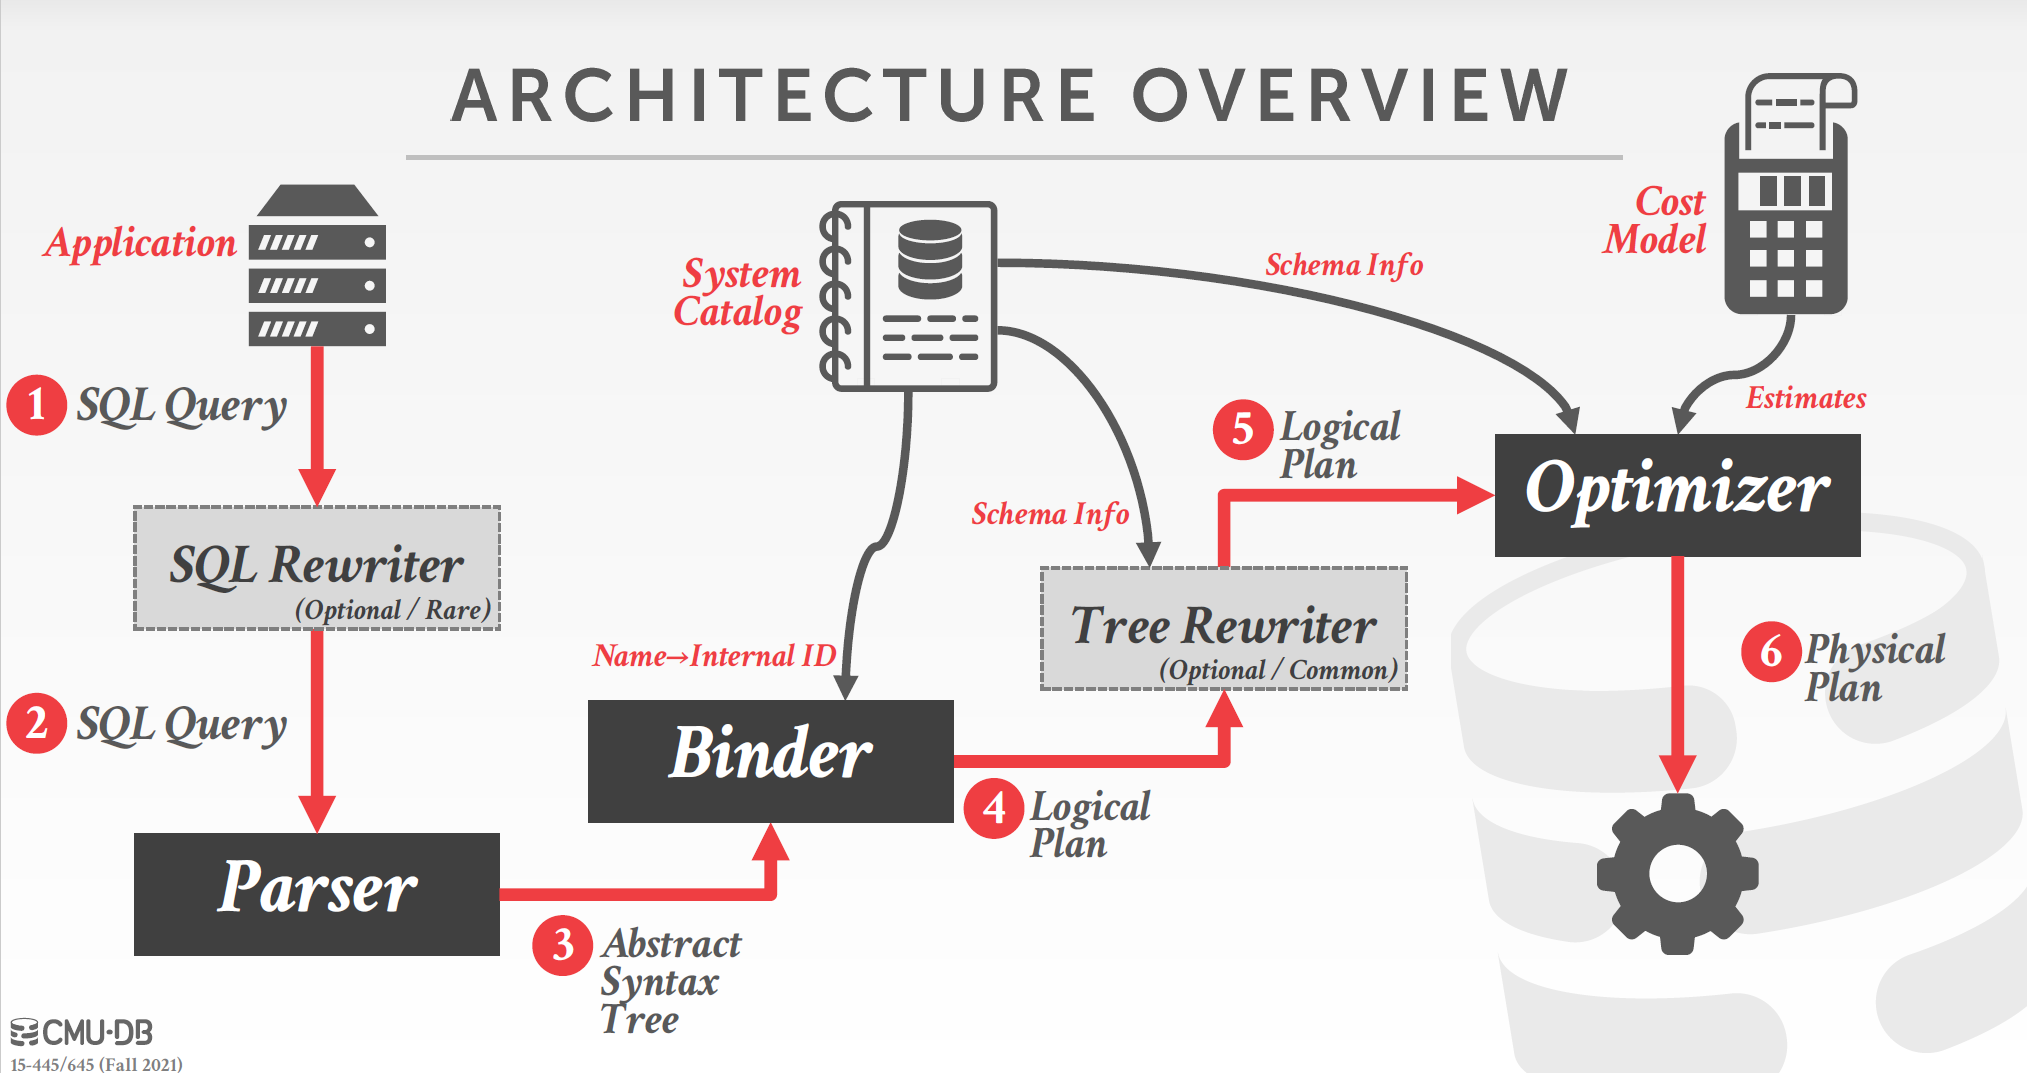 ARCHITECTURE OVERVIEW
Application
System
Catalog
Schema Info
Cost
Model
1 SQL Query
Estimates
5 Logical
Plan
Optimizer
Schema Info
SQL Rewriter
(Optional / Rare)
Tree Rewriter
(Optional / Common)
Name→Internal ID
6 Physical
Plan
2 SQL Query
Binder
4 Logical
Plan
Parser
3 Abstract
Syntax
Tree
CMU·DB
15-445/645 (Fall 2021)